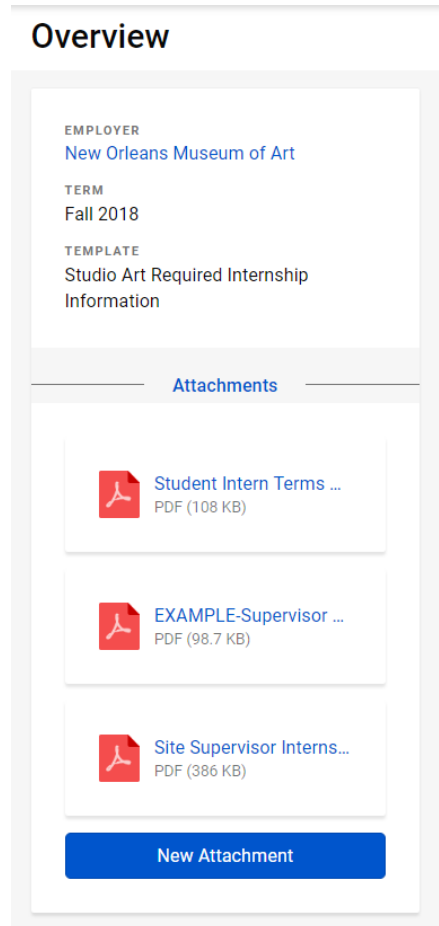 Overview
EMPLOYER
New Orleans Museum of Art
TERM
Fall 2018
TEMPLATE
Studio Art Required Internship
Information
Attachments
Student Intern Terms ...
PDF (108 KB)
EXAMPLE-Supervisor ...
PDF (98.7 KB)
Site Supervisor Interns...
PDF (386 KB)
New Attachment